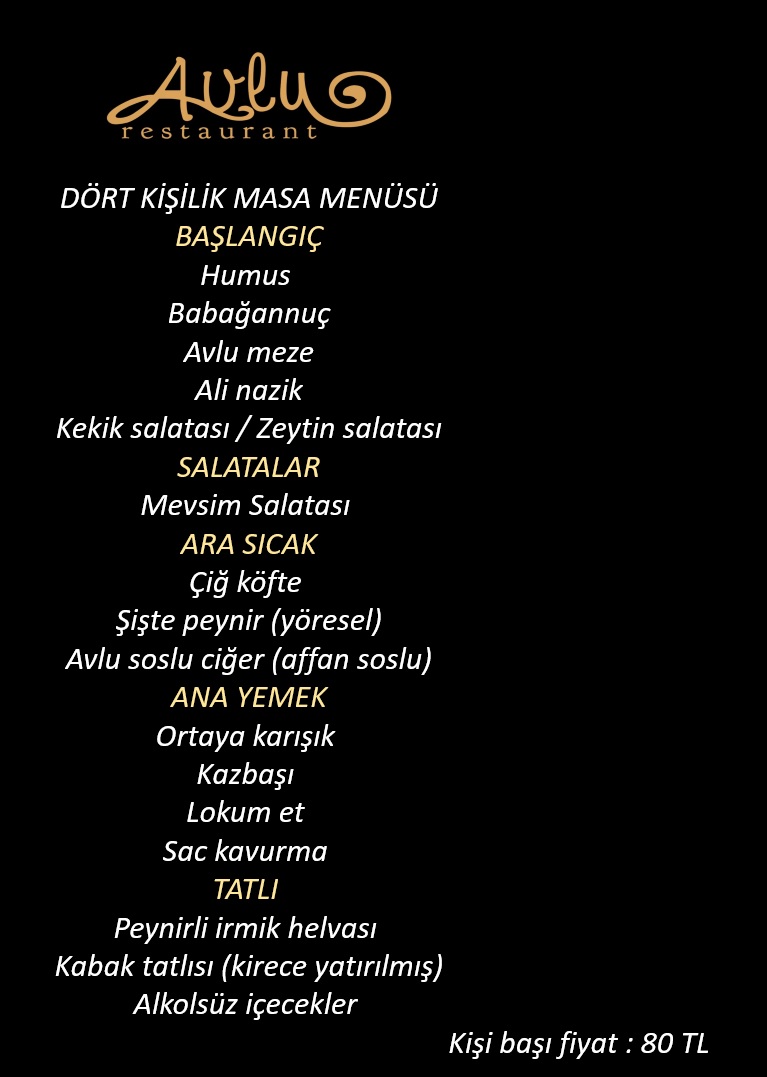 Avlu
restaurant
DÖRT KİŞİLİK MASA MENÜSÜ
BAŞLANGIÇ
Humus
Babağannuç
Avlu meze
Ali nazik
Kekik salatası / Zeytin salatası
SALATALAR
Mevsim Salatası
ARA SICAK
Çiğ köfte
Şişte peynir (yöresel)
Avlu soslu ciğer (affan soslu)
ANA YEMEK
Ortaya karışık
Kazbaşı
Lokum et
Sac kavurma
TATLI
Peynirli irmik helvası
Kabak tatlısı (kirece yatırılmış)
Alkolsüz içecekler
Kişi başı fiyat : 80 TL